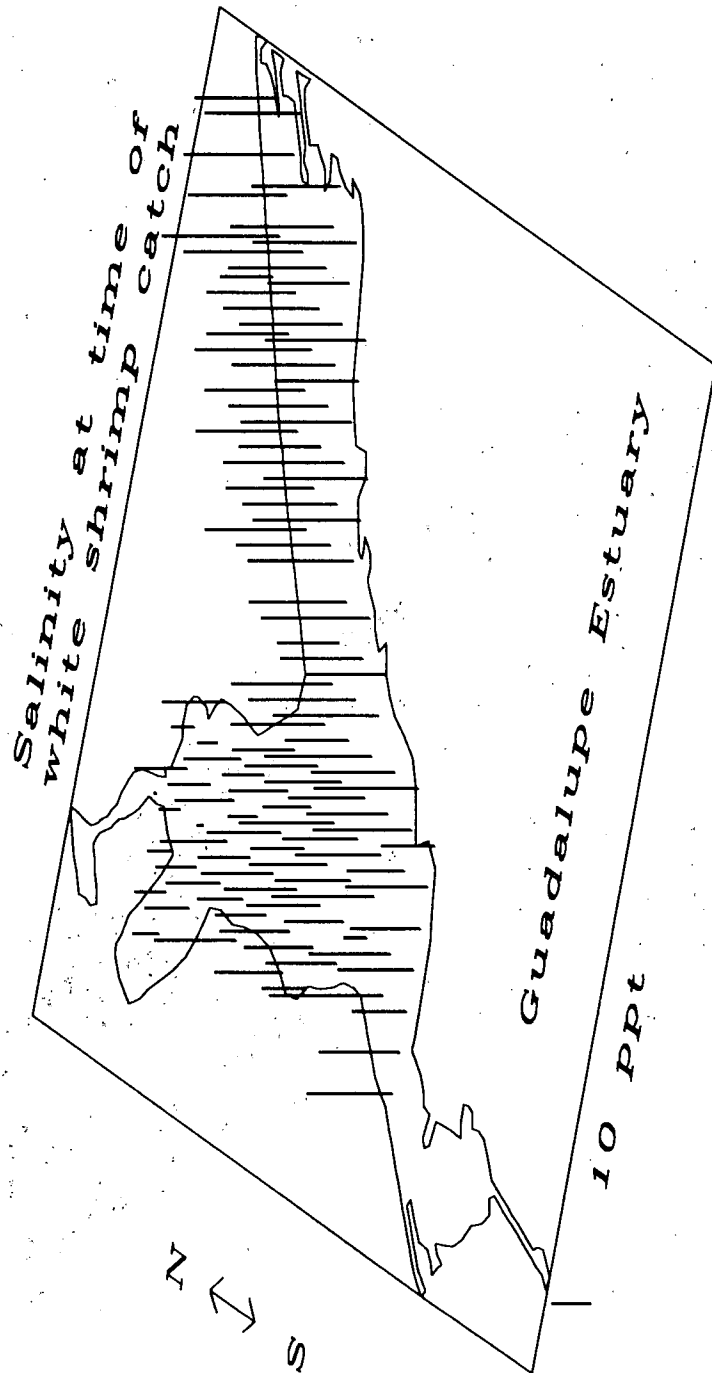 Salinity at time of
white shrimp catch
Guadalupe Estuary
10 ppt
N
S